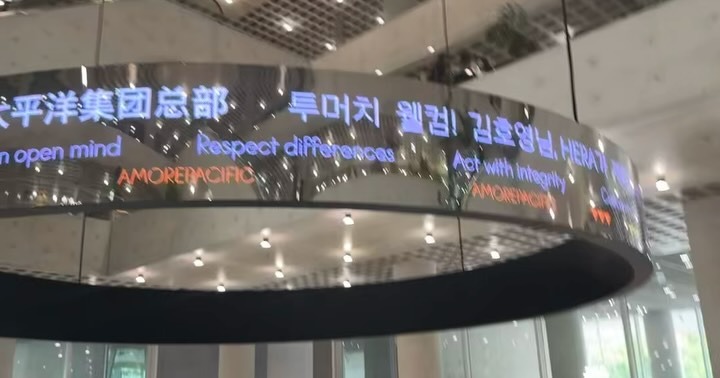 太平洋集团总部 투머치 웰컴! 김효영님, HERA
n open mind Respect differences Act with integrity
AMOREPACIFIC AMOREPACIFIC